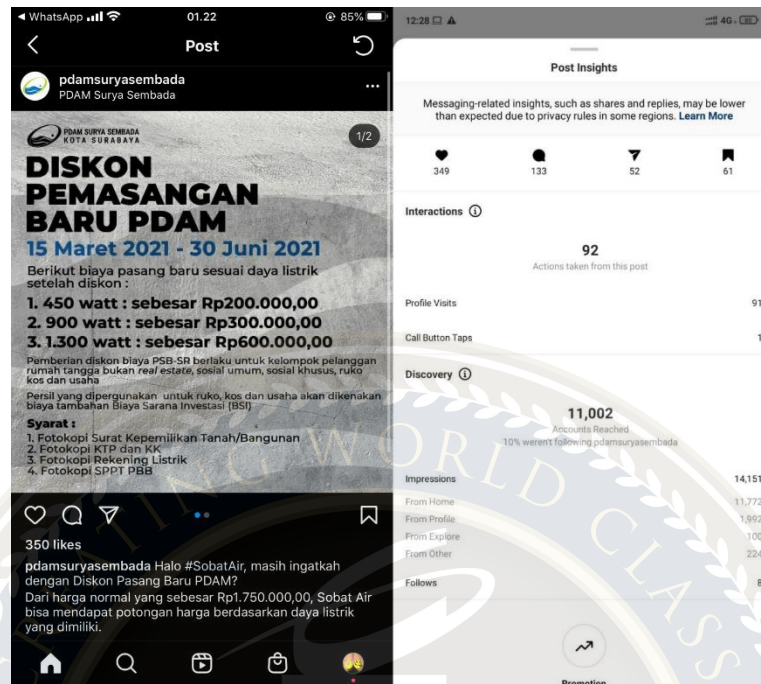 WhatsApp
01.22
85%
Post
pdamsuryasembada
PDAM Surya Sembada
PDAM SURYA SEMBADA
KOTA SURABAYA
1/2
DISKON
PEMASANGAN
BARU PDAM
15 Maret 2021 - 30 Juni 2021
Berikut biaya pasang baru sesuai daya listrik
setelah diskon :
1. 450 watt : sebesar Rp200.000,00
2. 900 watt : sebesar Rp300.000,00
3. 1.300 watt : sebesar Rp600.000,00
Pemberian diskon biaya PSB-SR berlaku untuk kelompok pelanggan
rumah tangga bukan real estate, sosial umum, sosial khusus, ruko
kos dan usaha
Persil yang dipergunakan untuk ruko, kos dan usaha akan dikenakan
biaya tambahan Biaya Sarana Investasi (BSI)
Syarat :
1. Fotokopi Surat Kepemilikan Tanah/Bangunan
2. Fotokopi KTP dan KK
3. Fotokopi Rekening Listrik
4. Fotokopi SPPT PBB
350 likes
pdamsuryasembada Halo #SobatAir, masih ingatkah
dengan Diskon Pasang Baru PDAM?
Dari harga normal yang sebesar Rp1.750.000,00, Sobat Air
bisa mendapat potongan harga berdasarkan daya listrik
yang dimiliki.
12:28
4G
Post Insights
Messaging-related insights, such as shares and replies, may be lower
than expected due to privacy rules in some regions. Learn More
349 133 52 61
Interactions
92
Actions taken from this post
Profile Visits 91
Call Button Taps 1
Discovery
11,002
Accounts Reached
10% weren't following pdamsuryasembada
Impressions 14,151
From Home 11,772
From Profile 1,992
From Explore 100
From Other 224
Follows 8
Promotion
WORLD CLASS